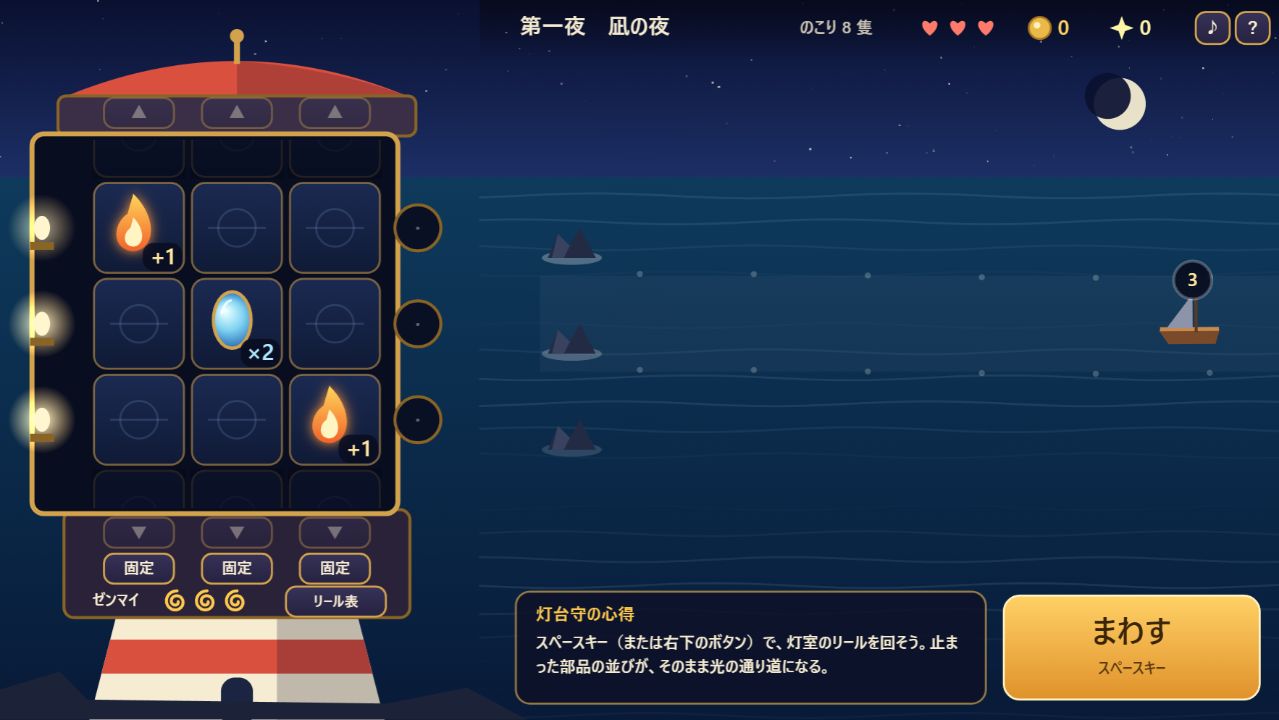 第一夜　凪の夜
のこり 8 隻
0
0
♪
?
+1
×2
+1
3
固定
固定
固定
ゼンマイ
リール表
灯台守の心得
スペースキー（または右下のボタン）で、灯室のリールを回そう。止ま
った部品の並びが、そのまま光の通り道になる。
まわす
スペースキー